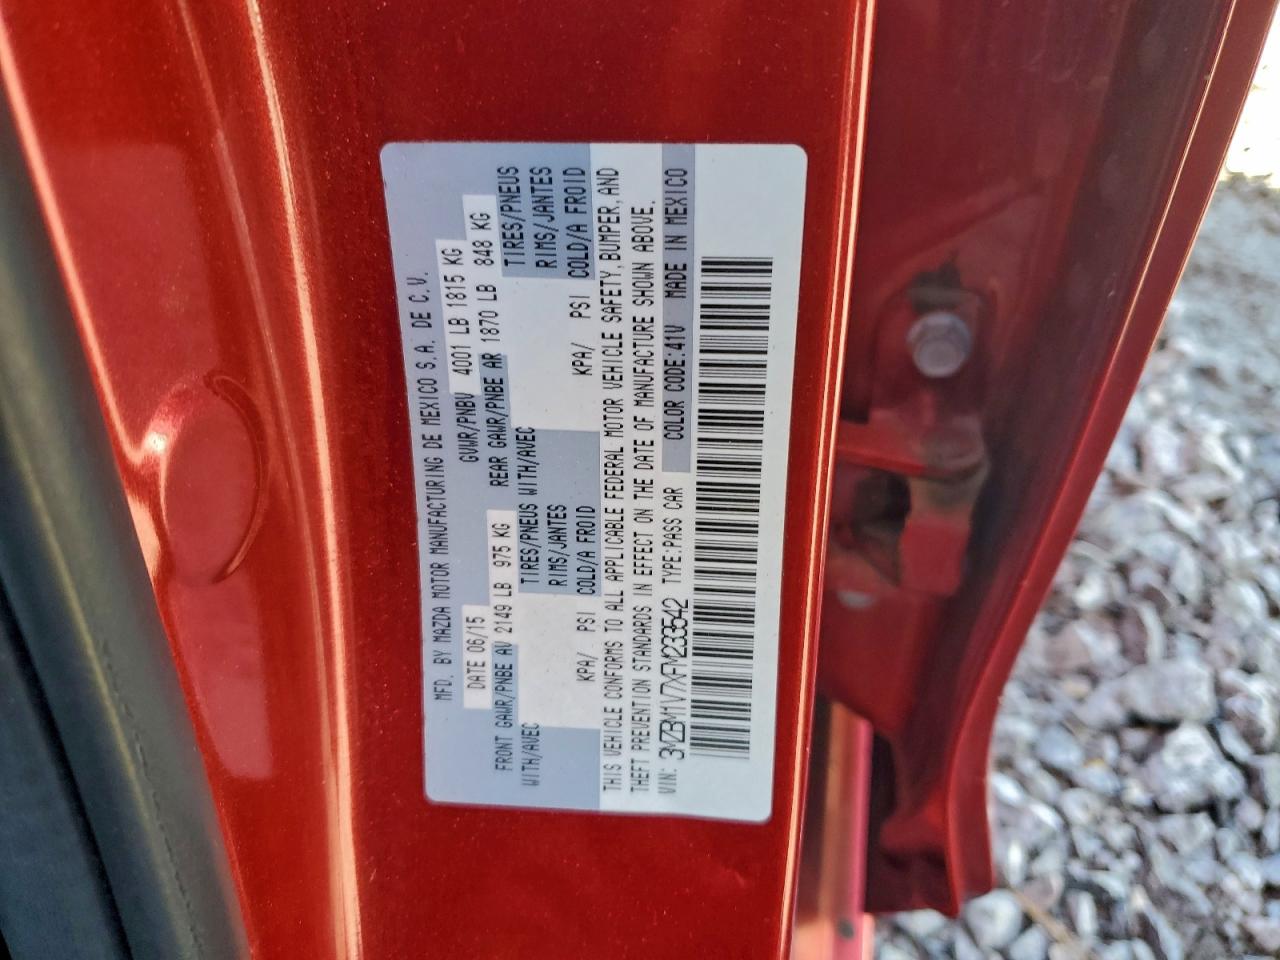 MFD. BY MAZDA MOTOR MANUFACTURING DE MEXICO S.A. DE C.V.
DATE 06/15 GVWR/PNBV 4001 LB 1815 KG
FRONT GAWR/PNBE AV 2149 LB 975 KG REAR GAWR/PNBE AR 1870 LB 848 KG
WITH/AVEC TIRES/PNEUS WITH/AVEC TIRES/PNEUS
RIMS/JANTES RIMS/JANTES
KPA/ PSI COLD/A FROID KPA/ PSI COLD/A FROID
THIS VEHICLE CONFORMS TO ALL APPLICABLE FEDERAL MOTOR VEHICLE SAFETY, BUMPER, AND
THEFT PREVENTION STANDARDS IN EFFECT ON THE DATE OF MANUFACTURE SHOWN ABOVE.
VIN: 3MZBM1V7XFM233542 TYPE:PASS CAR COLOR CODE:41V MADE IN MEXICO